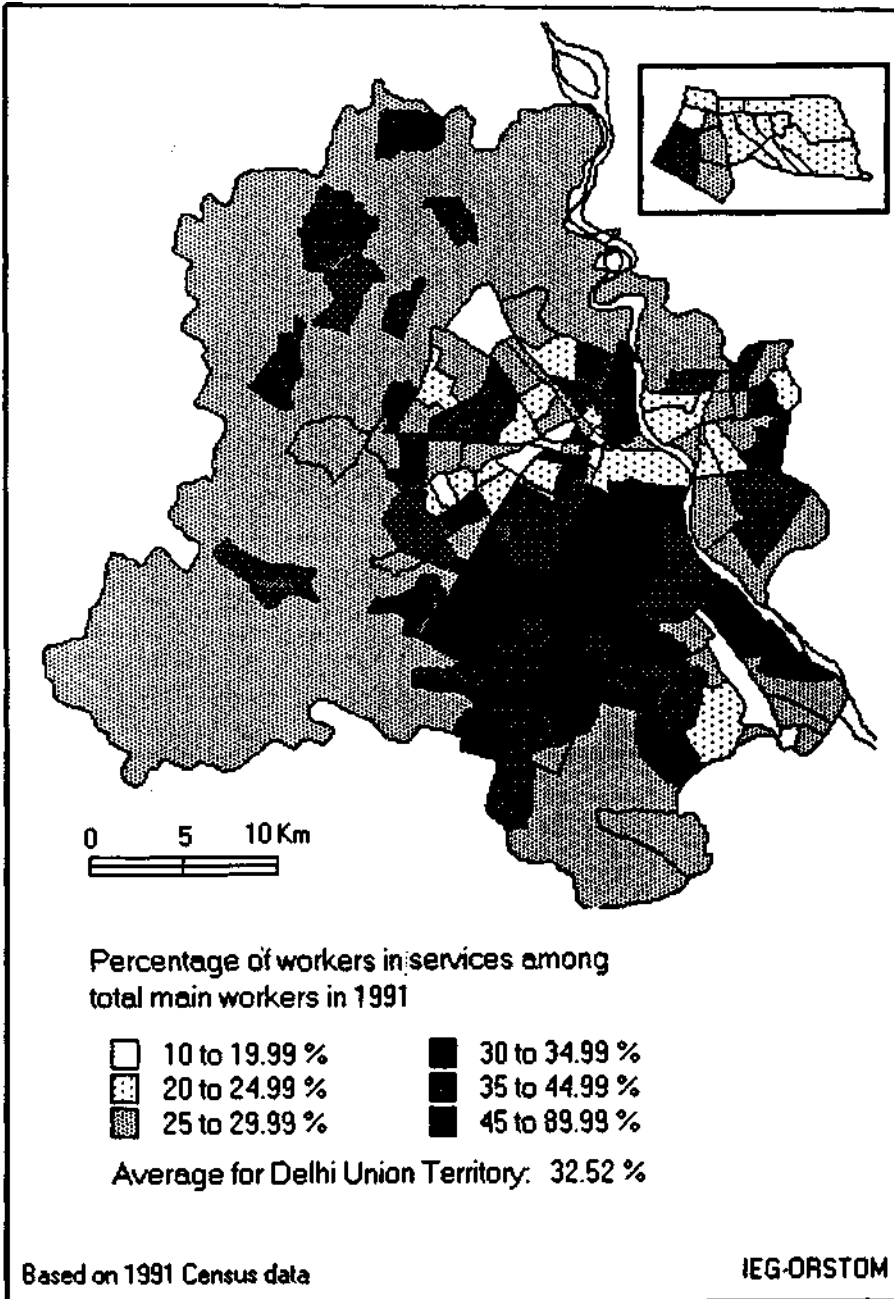 0 5 10 Km
Percentage of workers in services among
total main workers in 1991
10 to 19.99 %
20 to 24.99 %
25 to 29.99 %
30 to 34.99 %
35 to 44.99 %
45 to 89.99 %
Average for Delhi Union Territory: 32.52 %
Based on 1991 Census data
IEG-ORSTOM